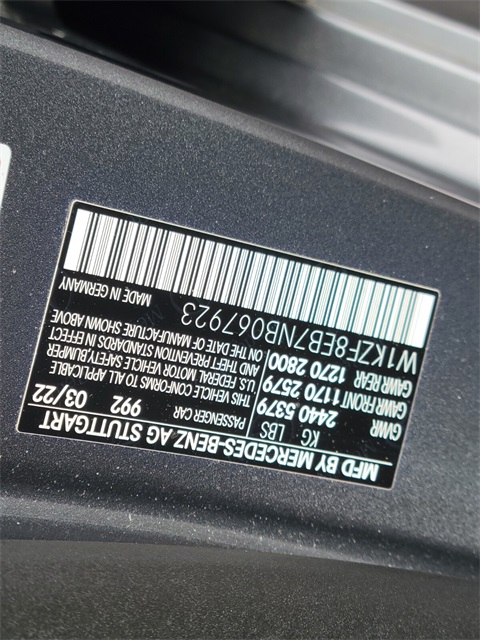 MFD BY MERCEDES-BENZ AG STUTTGART
KG LBS
GVWR 2440 5379
GAWR FRONT 1170 2579
GAWR REAR 1270 2800
PASSENGER CAR 992 03/22
THIS VEHICLE CONFORMS TO ALL APPLICABLE
U.S. FEDERAL MOTOR VEHICLE SAFETY, BUMPER
AND THEFT PREVENTION STANDARDS IN EFFECT
ON THE DATE OF MANUFACTURE SHOWN ABOVE
W1KZF8EB7NB067923
MADE IN GERMANY